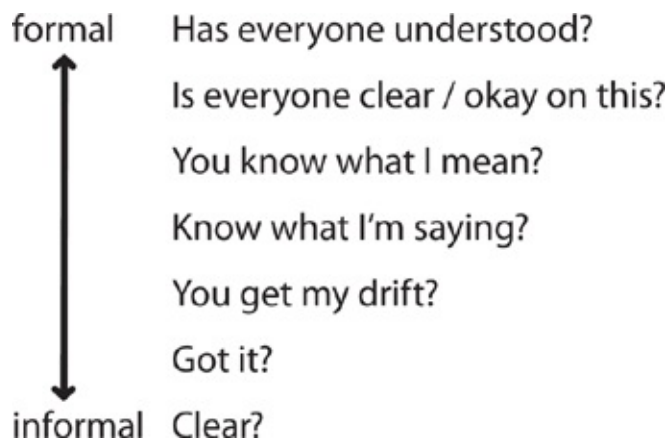 formal Has everyone understood?
Is everyone clear / okay on this?
You know what I mean?
Know what I'm saying?
You get my drift?
Got it?
informal Clear?